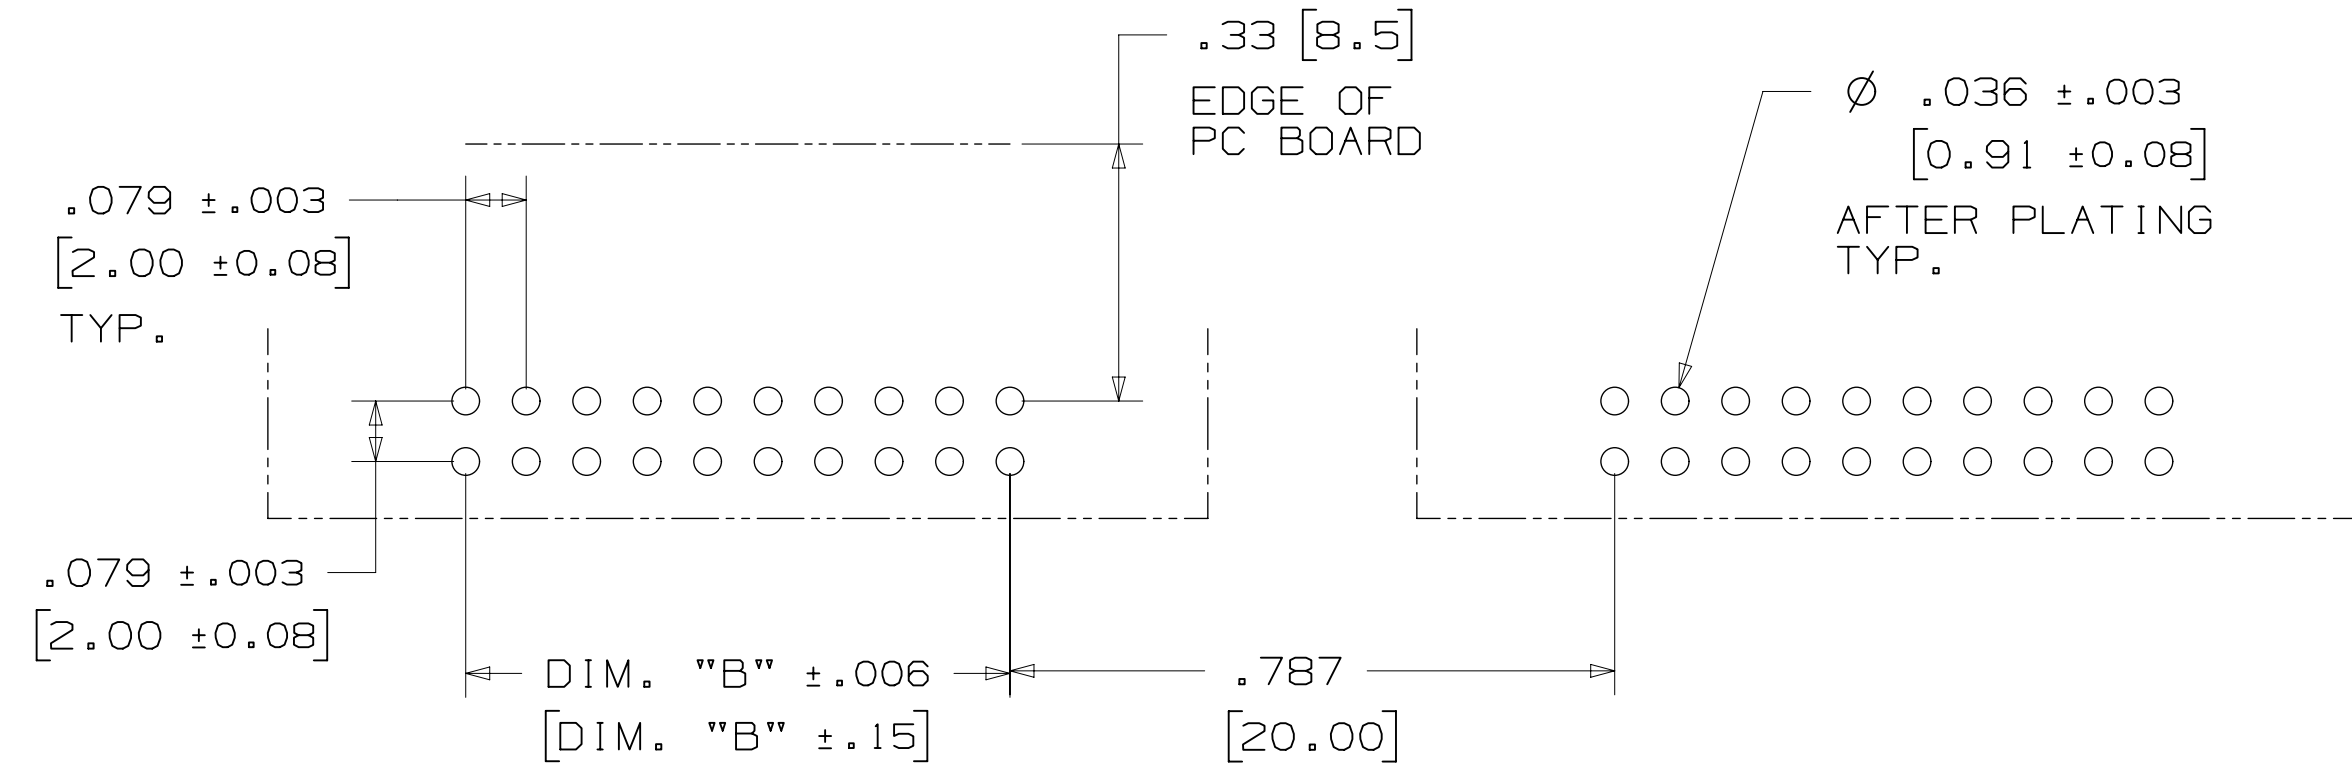 .33 [8.5]
EDGE OF
PC BOARD
Ø .036 ±.003
[0.91 ±0.08]
AFTER PLATING
TYP.
.079 ±.003
[2.00 ±0.08]
TYP.
.079 ±.003
[2.00 ±0.08]
DIM. "B" ±.006
[DIM. "B" ±.15]
.787
[20.00]